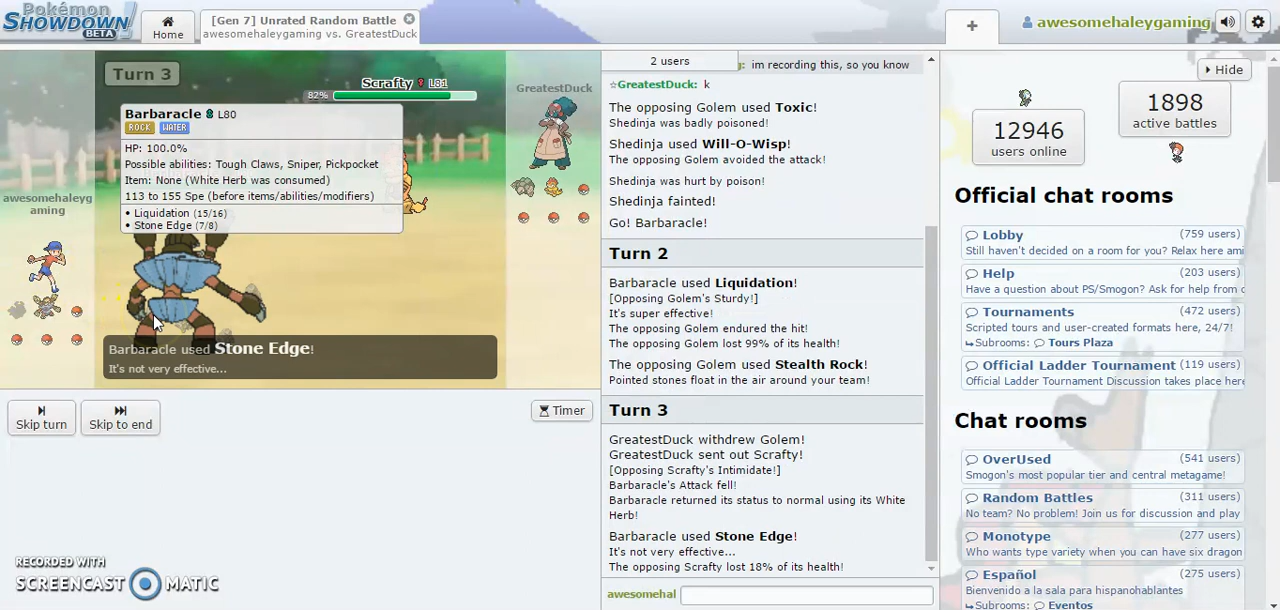 Pokémon
SHOWDOWN!
BETA
Home
[Gen 7] Unrated Random Battle
awesomehaleygaming vs. GreatestDuck
+
awesomehaleygaming
Turn 3
Scrafty L81
82%
Barbaracle L80
ROCK WATER
HP: 100.0%
Possible abilities: Tough Claws, Sniper, Pickpocket
Item: None (White Herb was consumed)
113 to 155 Spe (before items/abilities/modifiers)
• Liquidation (15/16)
• Stone Edge (7/8)
awesomehaleyg
aming
GreatestDuck
Barbaracle used Stone Edge!
It's not very effective...
Skip turn
Skip to end
Timer
RECORDED WITH
SCREENCAST MATIC
2 users
g: im recording this, so you know
☆GreatestDuck: k
The opposing Golem used Toxic!
Shedinja was badly poisoned!
Shedinja used Will-O-Wisp!
The opposing Golem avoided the attack!
Shedinja was hurt by poison!
Shedinja fainted!
Go! Barbaracle!
Turn 2
Barbaracle used Liquidation!
[Opposing Golem's Sturdy!]
It's super effective!
The opposing Golem endured the hit!
The opposing Golem lost 99% of its health!
The opposing Golem used Stealth Rock!
Pointed stones float in the air around your team!
Turn 3
GreatestDuck withdrew Golem!
GreatestDuck sent out Scrafty!
[Opposing Scrafty's Intimidate!]
Barbaracle's Attack fell!
Barbaracle returned its status to normal using its White
Herb!
Barbaracle used Stone Edge!
It's not very effective...
The opposing Scrafty lost 18% of its health!
awesomehal
Hide
12946
users online
1898
active battles
Official chat rooms
Lobby (759 users)
Still haven't decided on a room for you? Relax here ami
Help (203 users)
Have a question about PS/Smogon? Ask for help from o
Tournaments (472 users)
Scripted tours and user-created formats here, 24/7!
↳Subrooms: Tours Plaza
Official Ladder Tournament (119 users)
Official Ladder Tournament Discussion takes place here
Chat rooms
OverUsed (541 users)
Smogon's most popular tier and central metagame!
Random Battles (311 users)
No team? No problem! Join us for discussion and play
Monotype (277 users)
Who wants type variety when you can have six dragon
Español (275 users)
Bienvenido a la sala para hispanohablantes
↳Subrooms: Eventos